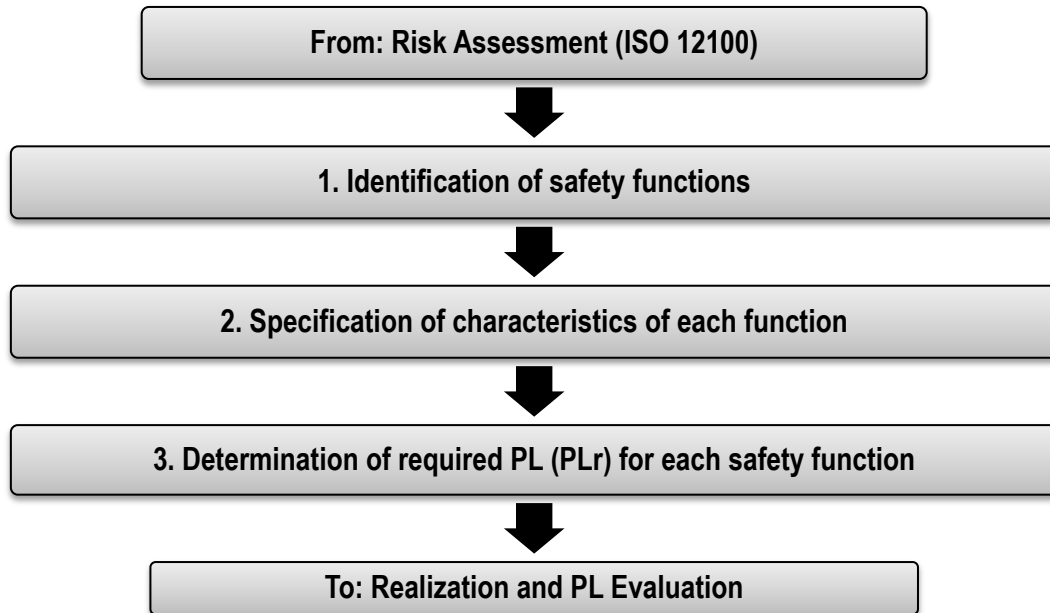 From: Risk Assessment (ISO 12100)
1. Identification of safety functions
2. Specification of characteristics of each function
3. Determination of required PL (PLr) for each safety function
To: Realization and PL Evaluation